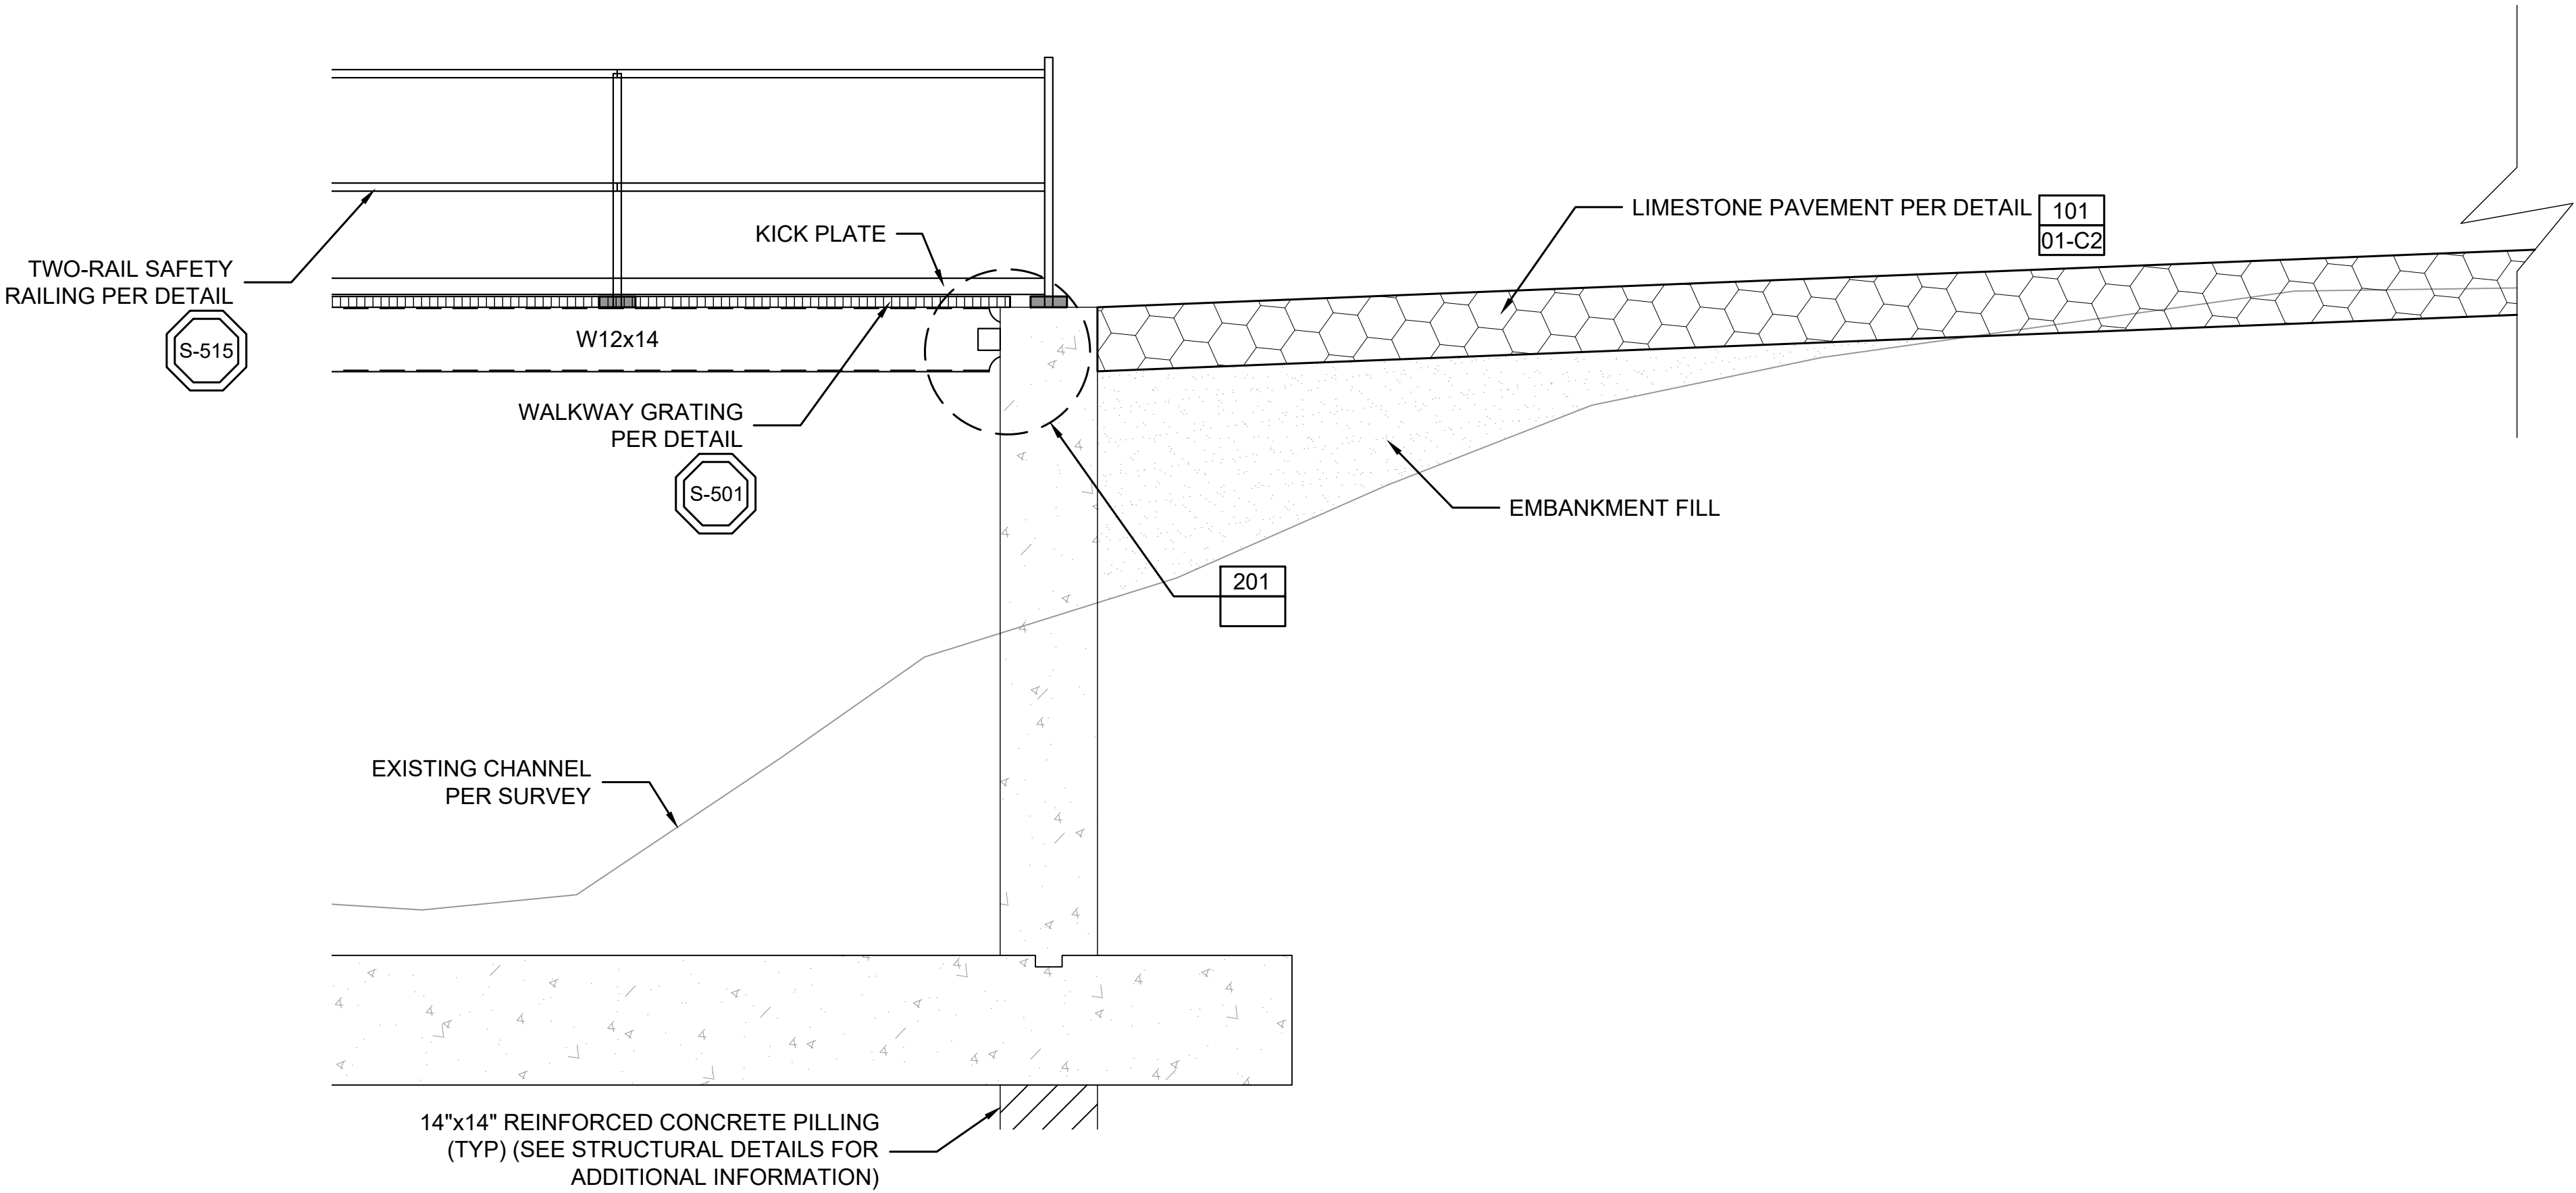 LIMESTONE PAVEMENT PER DETAIL
101
01-C2
KICK PLATE
TWO-RAIL SAFETY
RAILING PER DETAIL
S-515
W12x14
WALKWAY GRATING
PER DETAIL
S-501
EMBANKMENT FILL
201
EXISTING CHANNEL
PER SURVEY
14"x14" REINFORCED CONCRETE PILLING
(TYP) (SEE STRUCTURAL DETAILS FOR
ADDITIONAL INFORMATION)